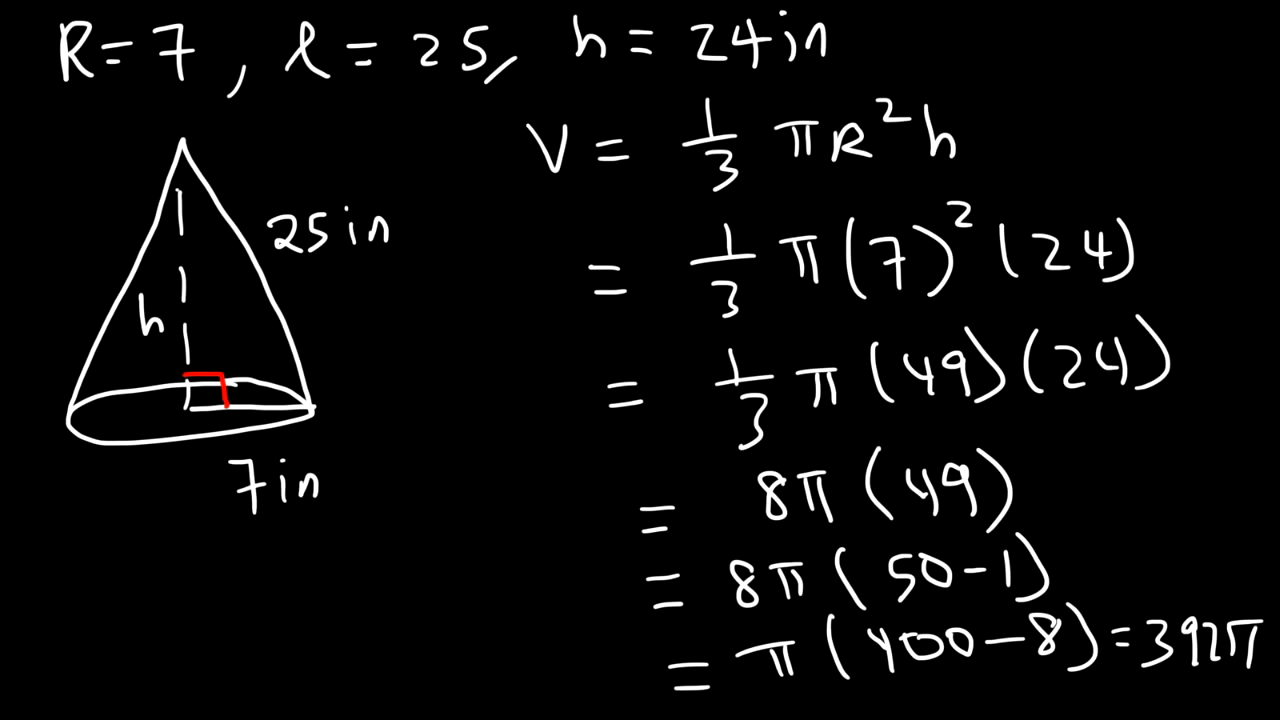 R = 7, l = 25, h = 24 in
25 in
h
7 in
V = 1/3 πR²h
= 1/3 π(7)²(24)
= 1/3 π(49)(24)
= 8π(49)
= 8π(50-1)
= π(400-8) = 392π